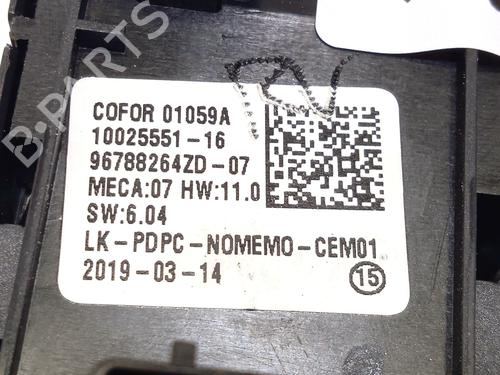 B-PARTS
COFOR 01059A
10025551-16
96788264ZD-07
MECA:07 HW:11.0
SW:6.04
LK-PDPC-NOMEMO-CEM01
2019-03-14
15